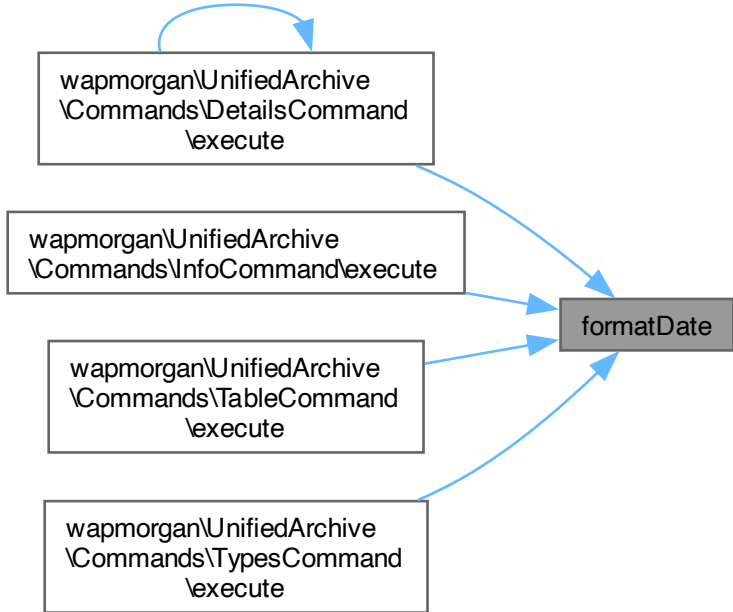 wapmorgan\UnifiedArchive
\Commands\DetailsCommand
\execute
wapmorgan\UnifiedArchive
\Commands\InfoCommand\execute
formatDate
wapmorgan\UnifiedArchive
\Commands\TableCommand
\execute
wapmorgan\UnifiedArchive
\Commands\TypesCommand
\execute